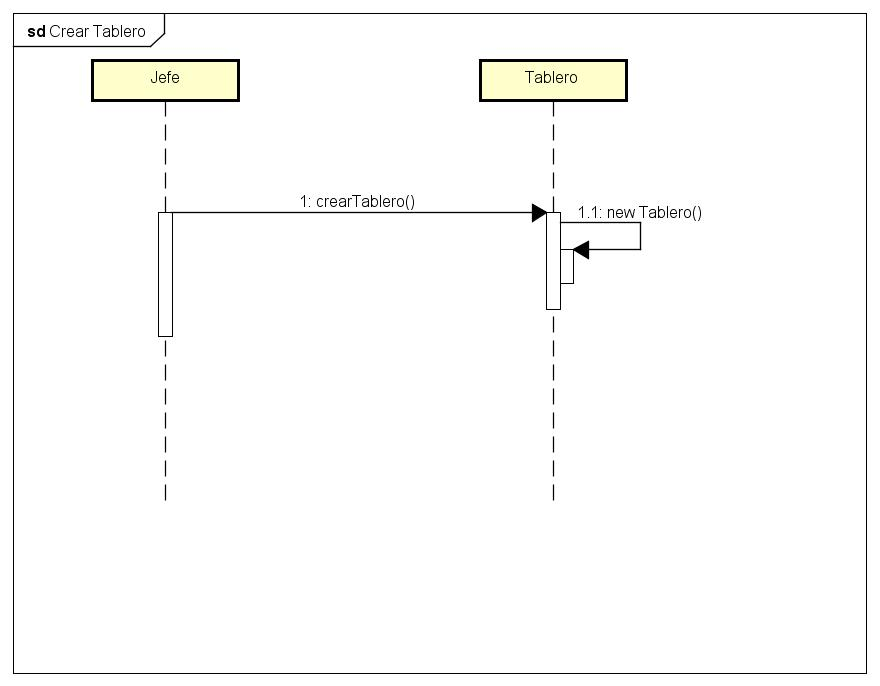 sd Crear Tablero
Jefe
Tablero
1: crearTablero()
1.1: new Tablero()